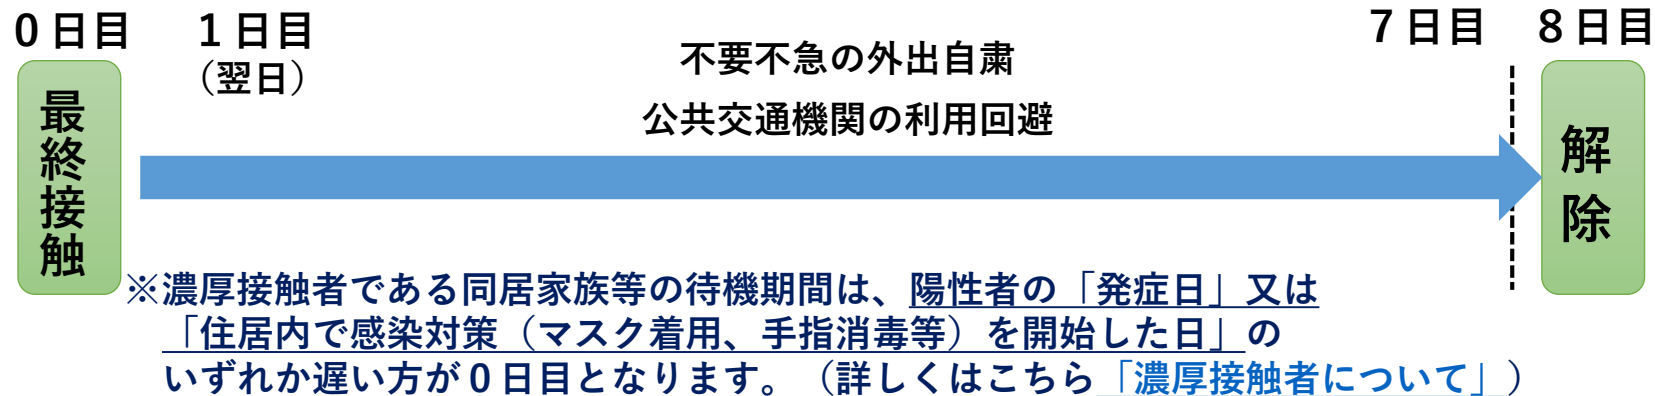 ０日目
１日目
（翌日）
不要不急の外出自粛
公共交通機関の利用回避
７日目
８日目
最終接触
解除
※濃厚接触者である同居家族等の待機期間は、陽性者の「発症日」又は
「住居内で感染対策（マスク着用、手指消毒等）を開始した日」の
いずれか遅い方が０日目となります。（詳しくはこちら「濃厚接触者について」）